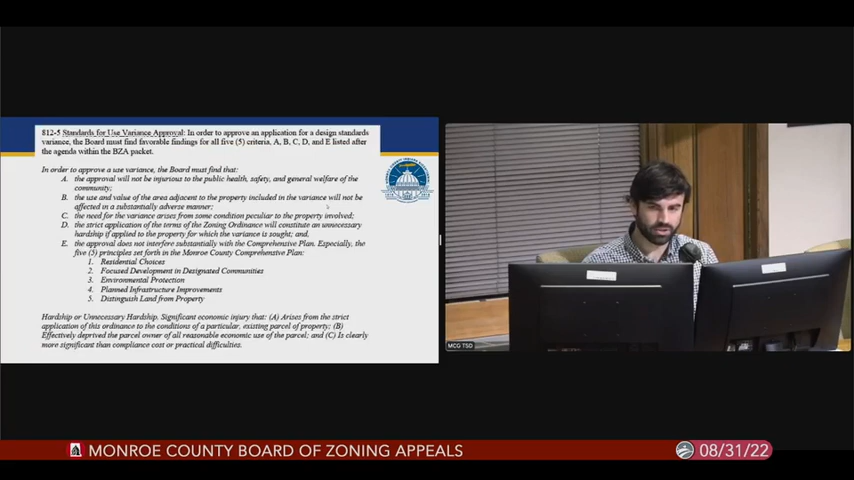 812-5 Standards for Use Variance Approval: In order to approve an application for a design standards
variance, the Board must find favorable findings for all five (5) criteria, A, B, C, D, and E listed after
the agenda within the BZA packet.
In order to approve a use variance, the Board must find that:
A. the approval will not be injurious to the public health, safety, and general welfare of the
community;
B. the use and value of the area adjacent to the property included in the variance will not be
affected in a substantially adverse manner;
C. the need for the variance arises from some condition peculiar to the property involved;
D. the strict application of the terms of the Zoning Ordinance will constitute an unnecessary
hardship if applied to the property for which the variance is sought; and,
E. the approval does not interfere substantially with the Comprehensive Plan. Especially, the
five (5) principles set forth in the Monroe County Comprehensive Plan:
1. Residential Choices
2. Focused Development in Designated Communities
3. Environmental Protection
4. Planned Infrastructure Improvements
5. Distinguish Land from Property
Hardship or Unnecessary Hardship. Significant economic injury that: (A) Arises from the strict
application of this ordinance to the conditions of a particular, existing parcel of property; (B)
Effectively deprived the parcel owner of all reasonable economic use of the parcel; and (C) Is clearly
more significant than compliance cost or practical difficulties.
MCG TSD
MONROE COUNTY BOARD OF ZONING APPEALS
08/31/22